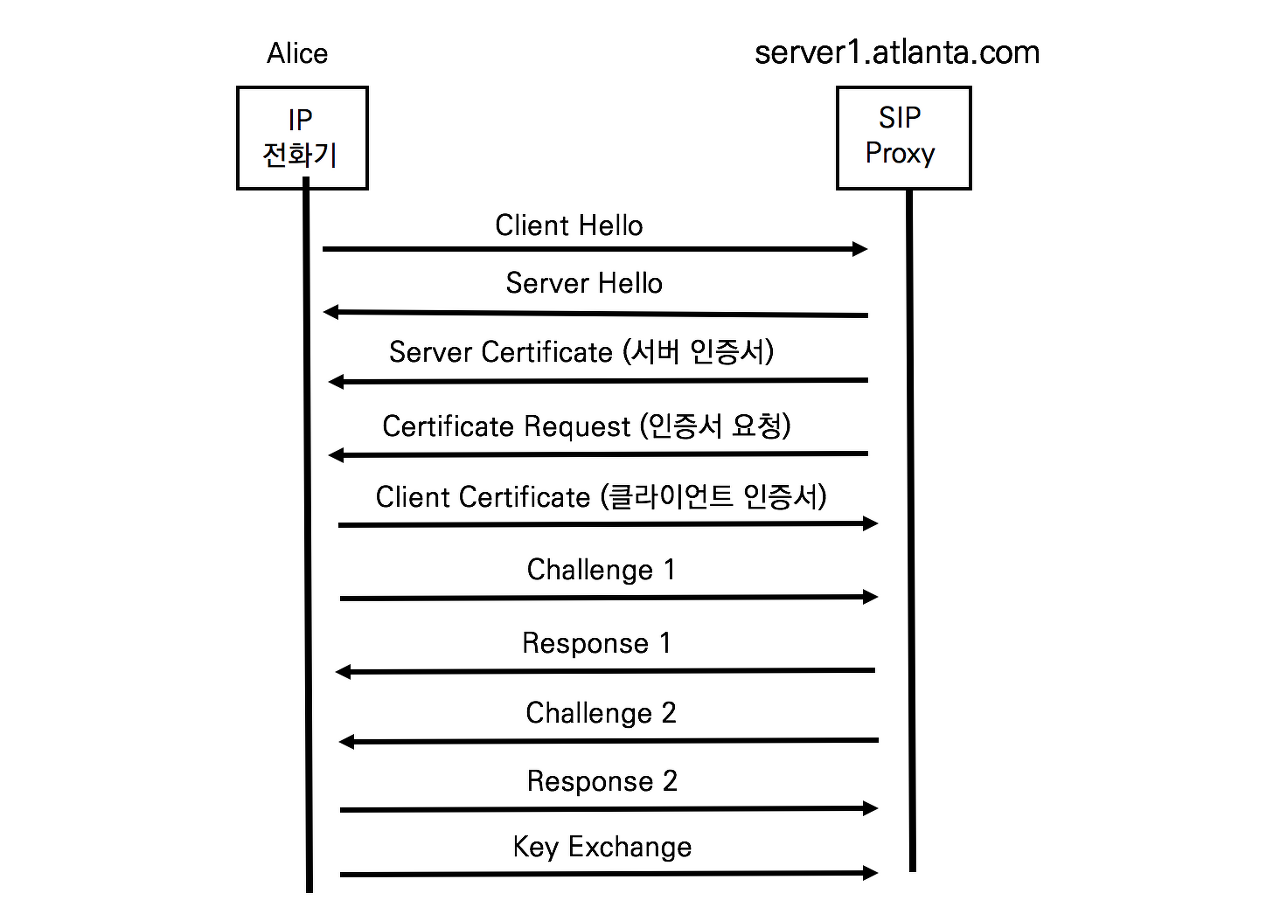 Alice
server1.atlanta.com
IP
전화기
SIP
Proxy
Client Hello
Server Hello
Server Certificate (서버 인증서)
Certificate Request (인증서 요청)
Client Certificate (클라이언트 인증서)
Challenge 1
Response 1
Challenge 2
Response 2
Key Exchange